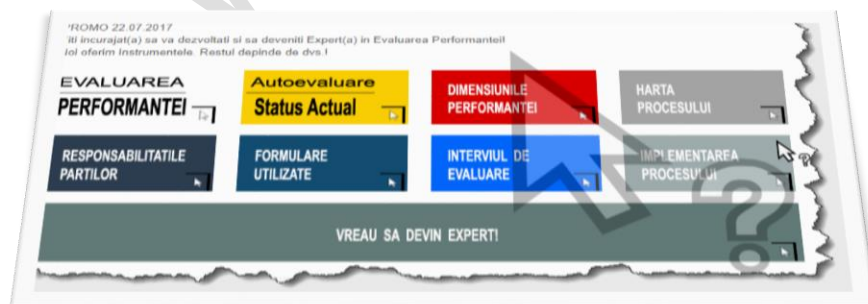 PROMO 22.07.2017
iti incurajat(a) sa va dezvoltati si sa deveniti Expert(a) in Evaluarea Performantei!
Noi oferim Instrumentele. Restul depinde de dvs.!
EVALUAREA
PERFORMANTEI
Autoevaluare
Status Actual
DIMENSIUNILE
PERFORMANTEI
HARTA
PROCESULUI
RESPONSABILITATILE
PARTILOR
FORMULARE
UTILIZATE
INTERVIUL DE
EVALUARE
IMPLEMENTAREA
PROCESULUI
VREAU SA DEVIN EXPERT!